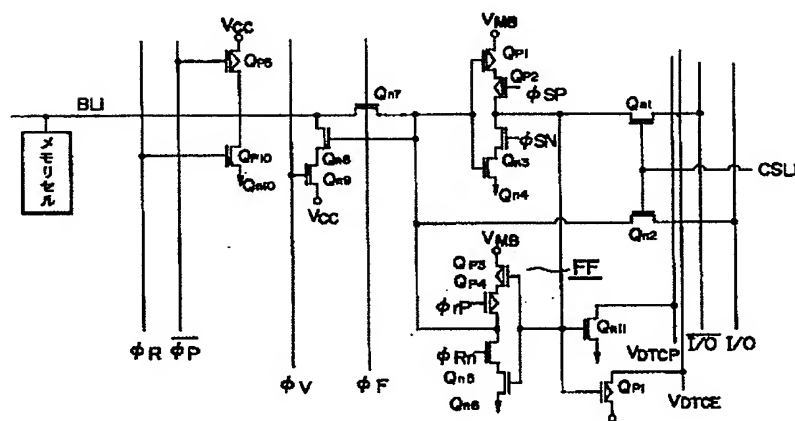 VCC
QP6
VMB
QP1
QP2
φSP
BLi
Qn7
Qn1
メモリセル
QP10
Qn10
Qn8
Qn9
VCC
φSN
Qn3
Qn4
CSLi
VMB
QP3
FF
Qn2
QP4
φrP
Qn11
φRn
Qn5
Qn6
QP1
φR
φP
φV
φF
VDTCP
I/O
I/O
VDTCE